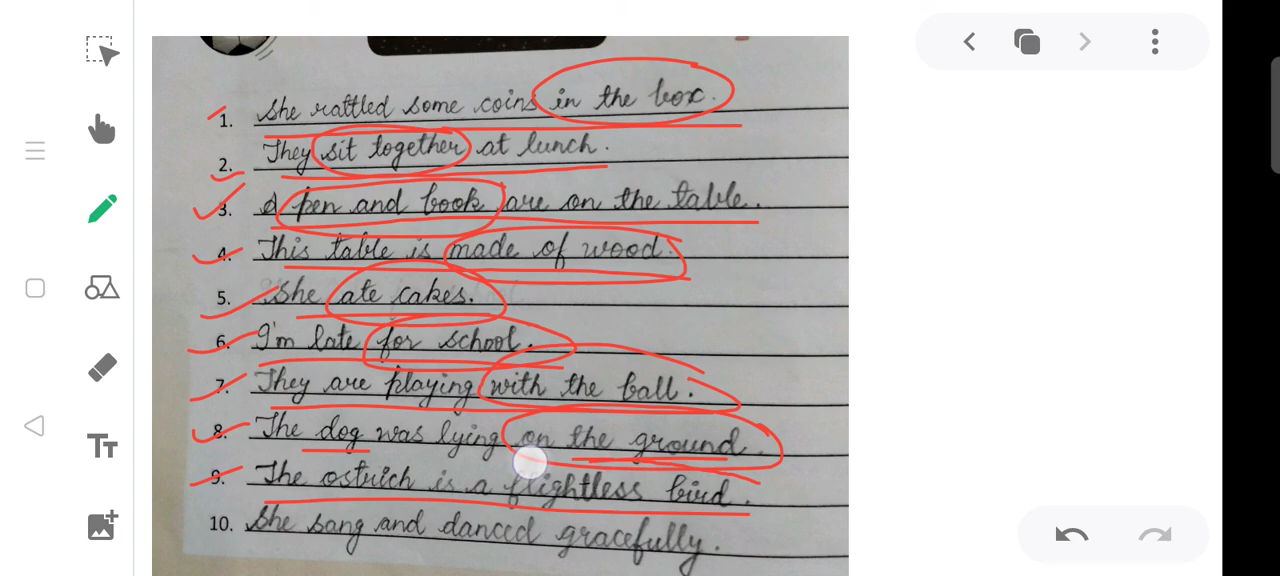 1. She rattled some coins in the box.
2. They sit together at lunch.
3. A pen and book are on the table.
4. This table is made of wood.
5. She ate cakes.
6. I'm late for school.
7. They are playing with the ball.
8. The dog was lying on the ground.
9. The ostrich is a flightless bird.
10. She sang and danced gracefully.
TT